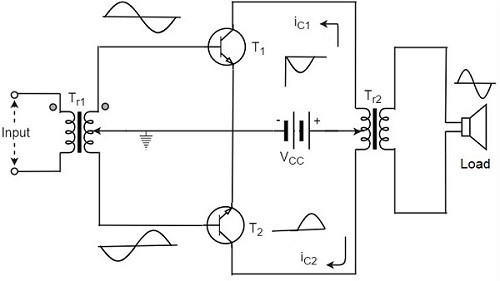 iC1
T1
Tr1
Tr2
Input
- +
VCC
Load
T2
iC2